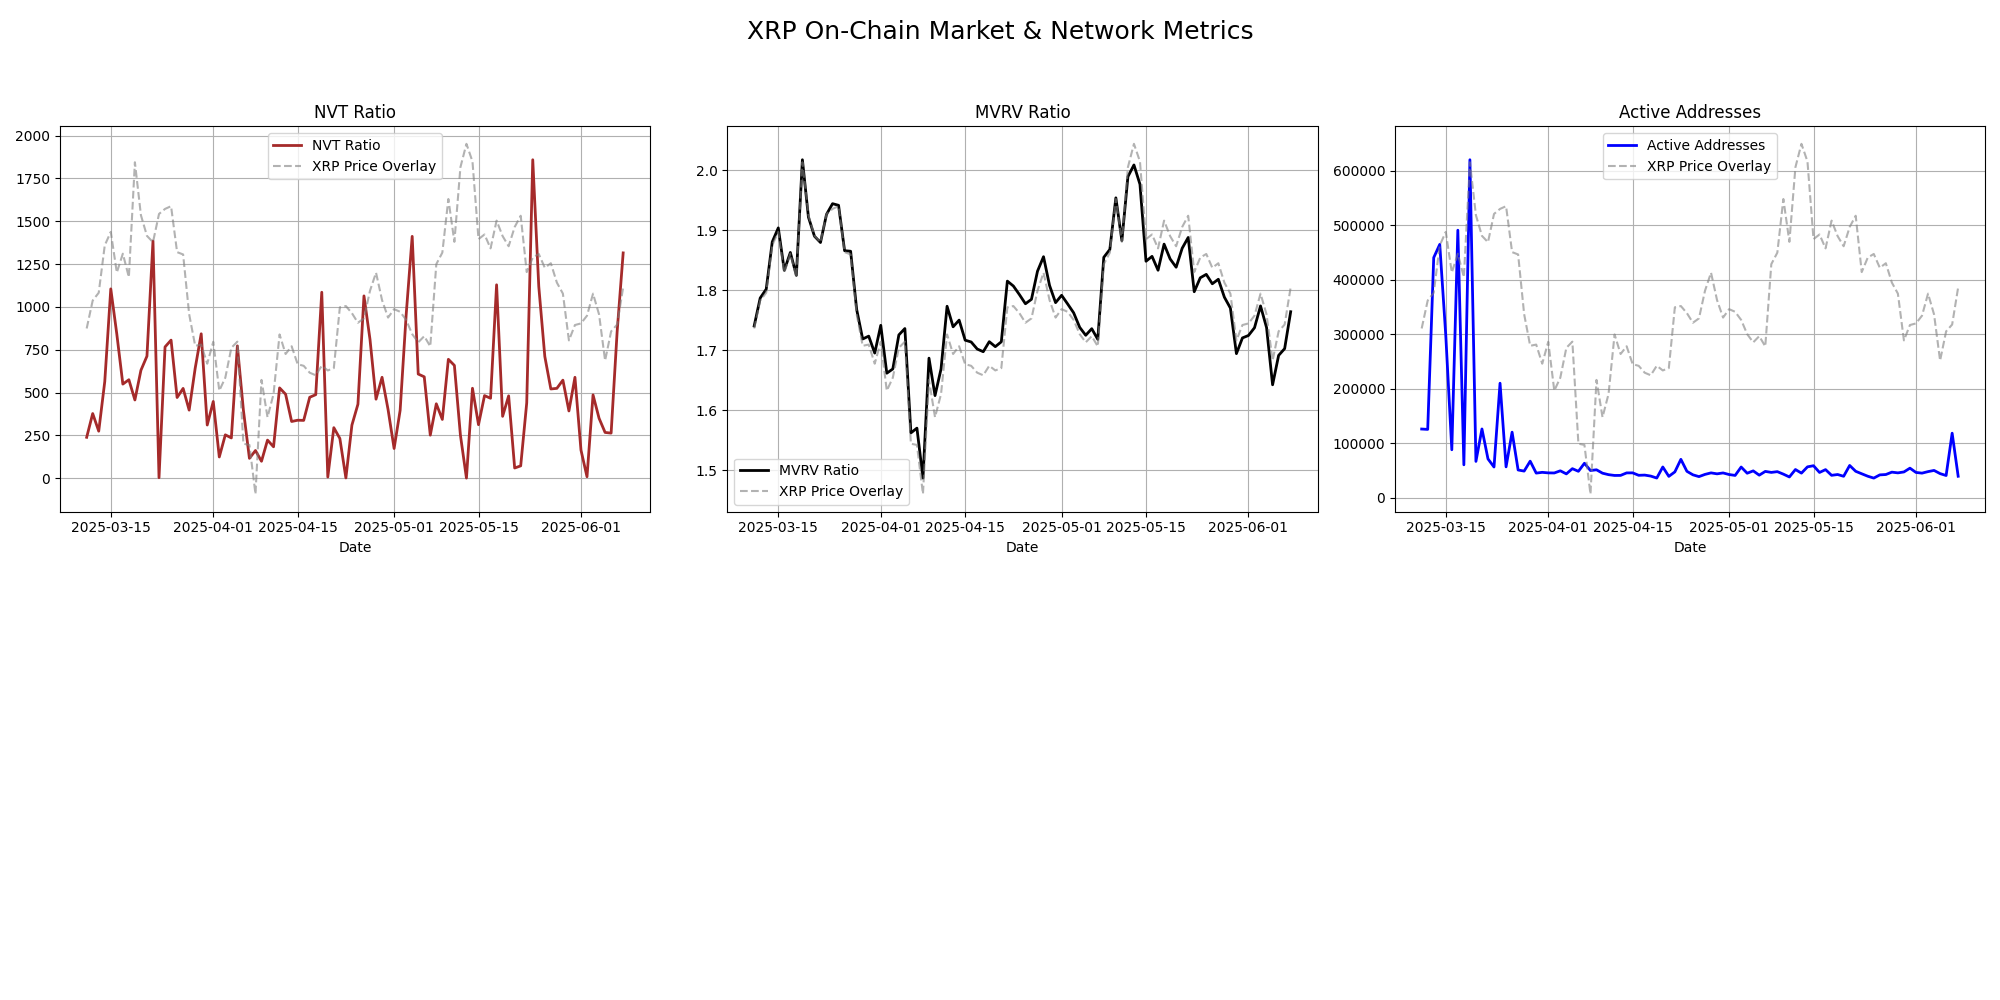 XRP On-Chain Market & Network Metrics
NVT Ratio
NVT Ratio
XRP Price Overlay
2000
1750
1500
1250
1000
750
500
250
0
2025-03-15 2025-04-01 2025-04-15 2025-05-01 2025-05-15 2025-06-01
Date
MVRV Ratio
2.0
1.9
1.8
1.7
1.6
1.5
MVRV Ratio
XRP Price Overlay
2025-03-15 2025-04-01 2025-04-15 2025-05-01 2025-05-15 2025-06-01
Date
Active Addresses
Active Addresses
XRP Price Overlay
600000
500000
400000
300000
200000
100000
0
2025-03-15 2025-04-01 2025-04-15 2025-05-01 2025-05-15 2025-06-01
Date